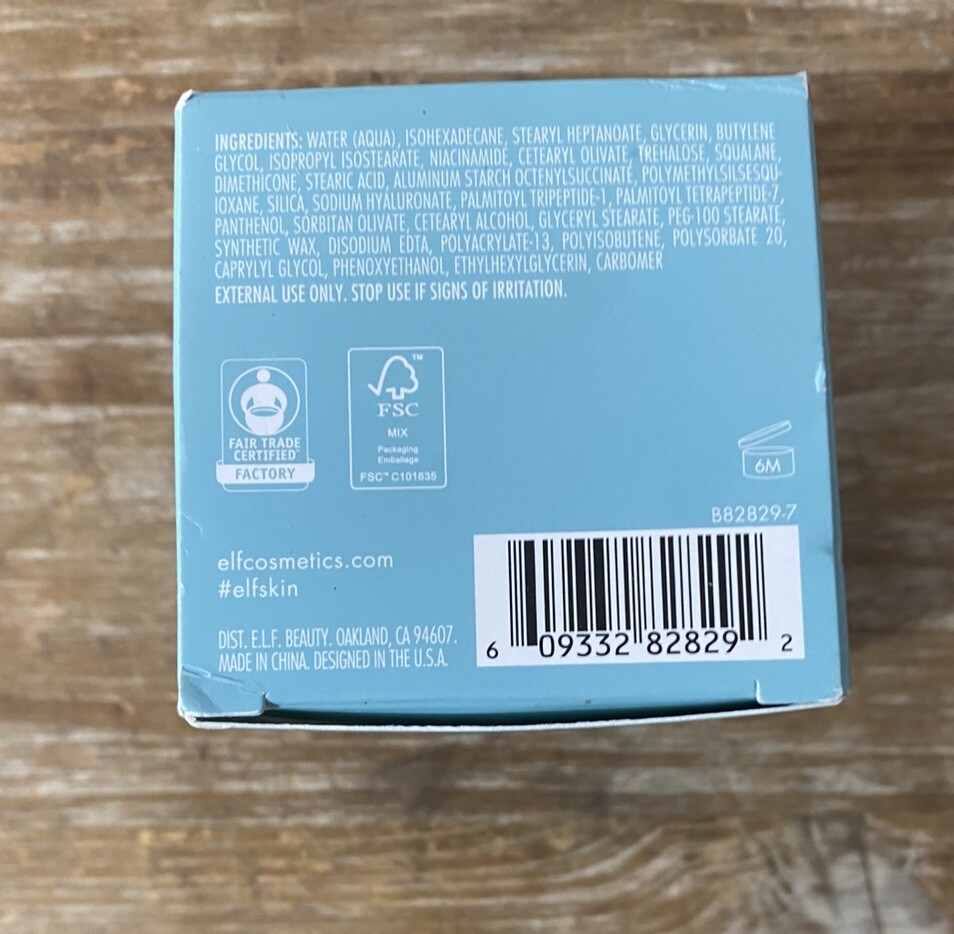 INGREDIENTS: WATER (AQUA), ISOHEXADECANE, STEARYL HEPTANOATE, GLYCERIN, BUTYLENE
GLYCOL, ISOPROPYL ISOSTEARATE, NIACINAMIDE, CETEARYL OLIVATE, TREHALOSE, SQUALANE,
DIMETHICONE, STEARIC ACID, ALUMINUM STARCH OCTENYLSUCCINATE, POLYMETHYLSILSESQU-
IOXANE, SILICA, SODIUM HYALURONATE, PALMITOYL TRIPEPTIDE-1, PALMITOYL TETRAPEPTIDE-7,
PANTHENOL, SORBITAN OLIVATE, CETEARYL ALCOHOL, GLYCERYL STEARATE, PEG-100 STEARATE,
SYNTHETIC WAX, DISODIUM EDTA, POLYACRYLATE-13, POLYISOBUTENE, POLYSORBATE 20,
CAPRYLYL GLYCOL, PHENOXYETHANOL, ETHYLHEXYLGLYCERIN, CARBOMER
EXTERNAL USE ONLY. STOP USE IF SIGNS OF IRRITATION.
FAIR TRADE
CERTIFIED™
FACTORY
™
FSC
MIX
Packaging
Emballage
FSC™ C101635
6M
B82829-7
elfcosmetics.com
#elfskin
DIST. E.L.F. BEAUTY. OAKLAND, CA 94607.
MADE IN CHINA. DESIGNED IN THE U.S.A.
6 09332 82829 2